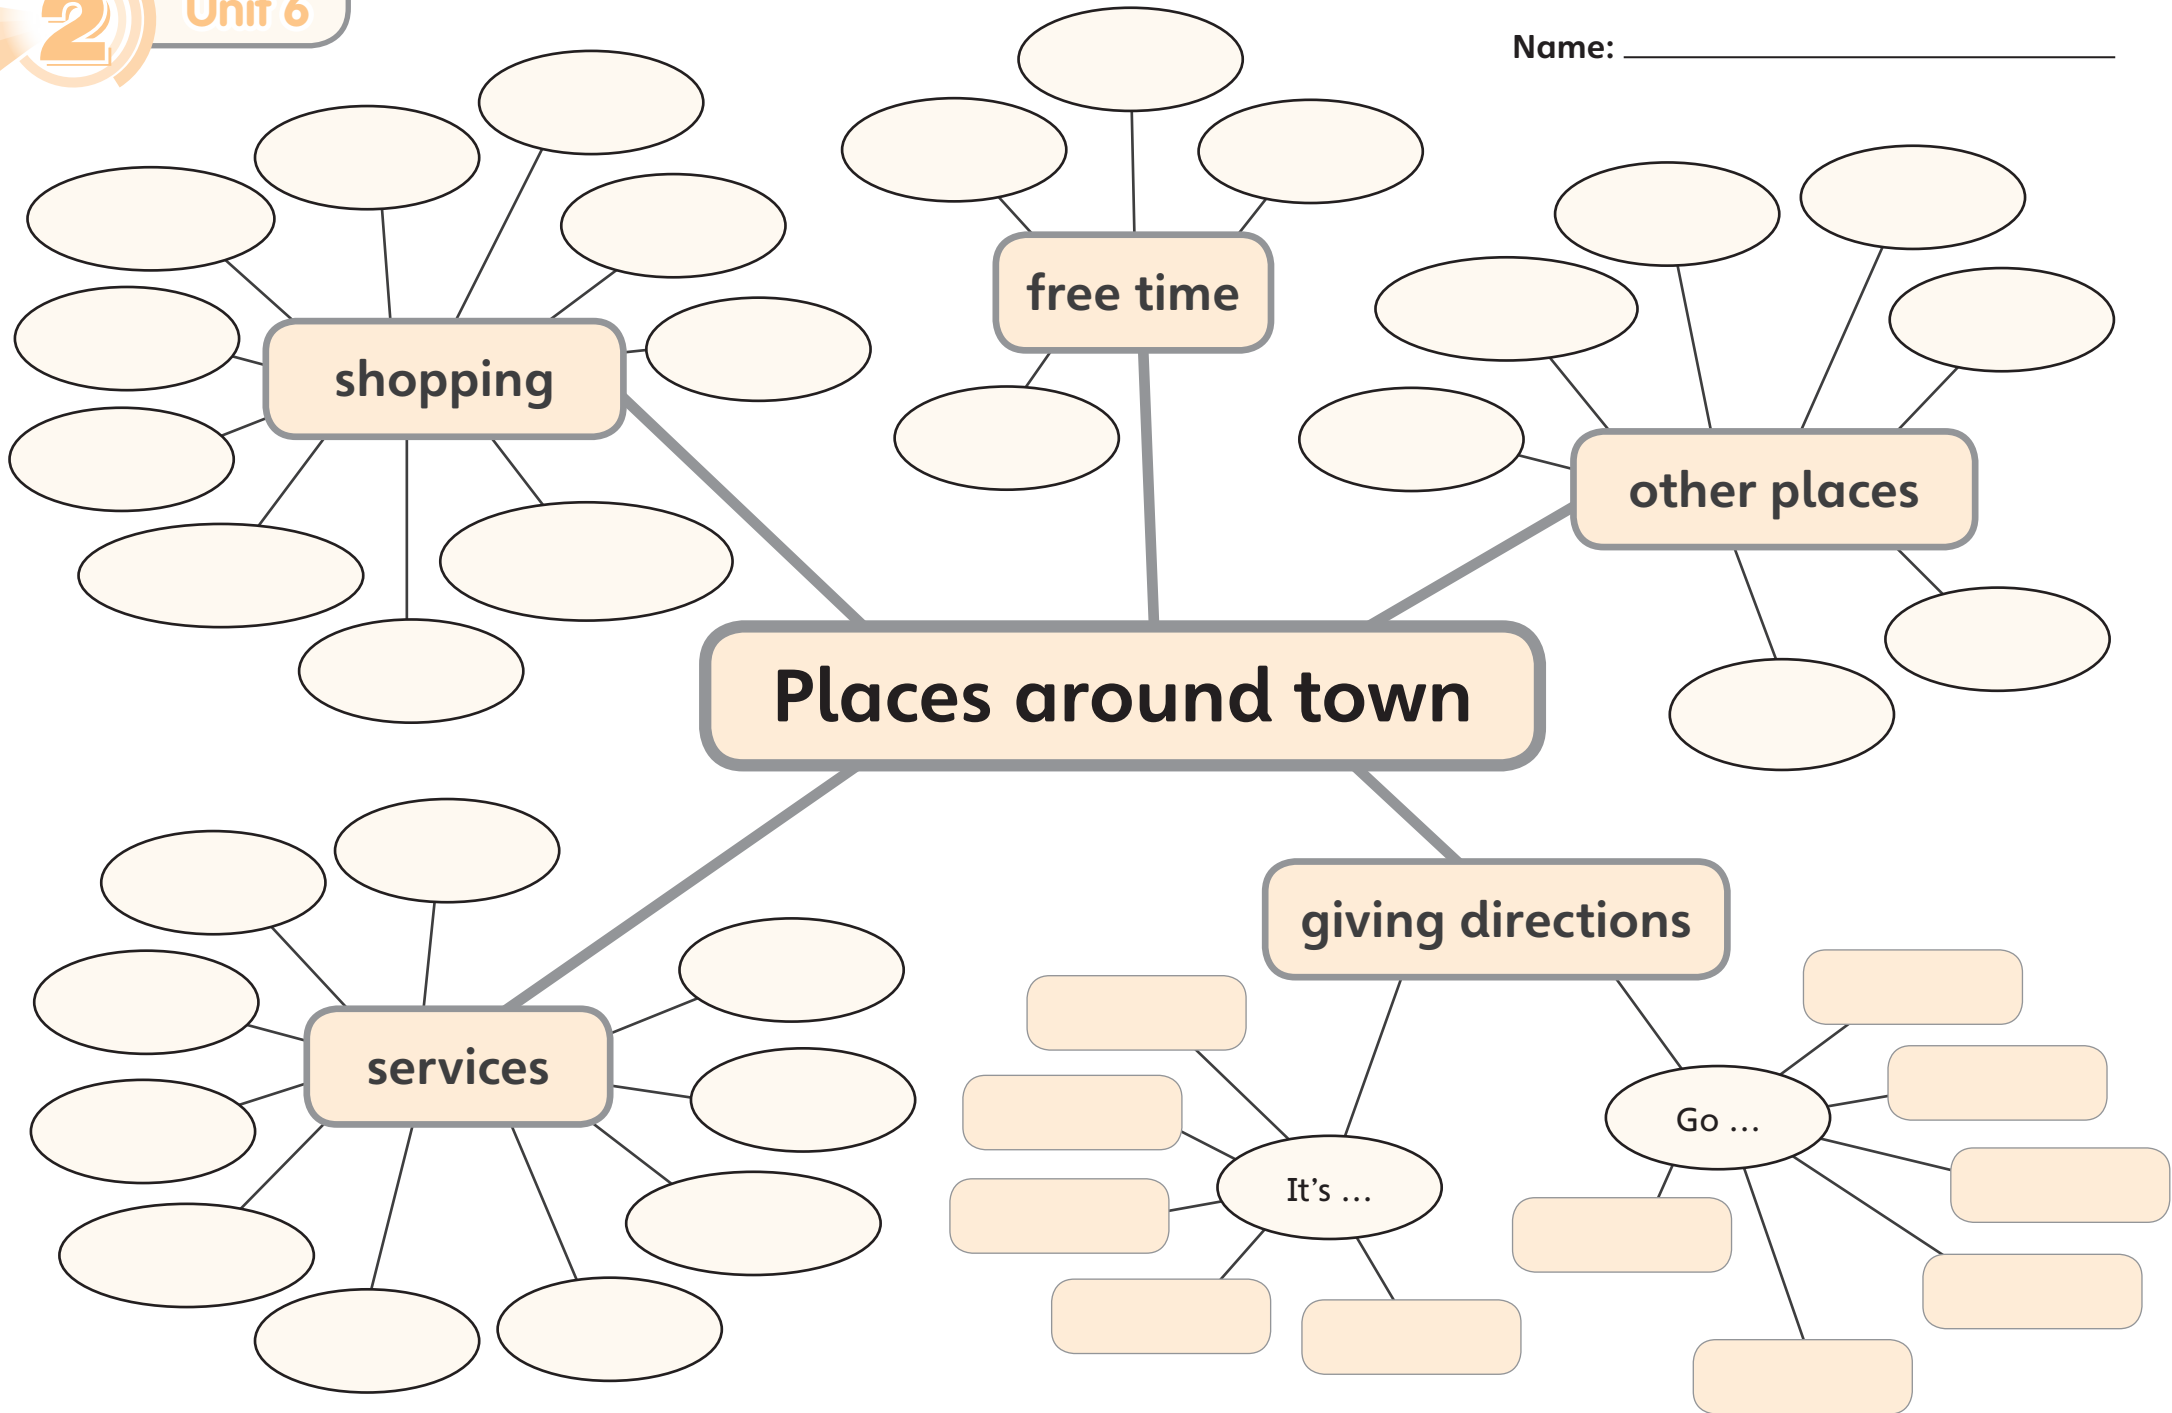 2
Unit 6
Name:
free time
shopping
other places
Places around town
giving directions
services
Go ...
It's ...